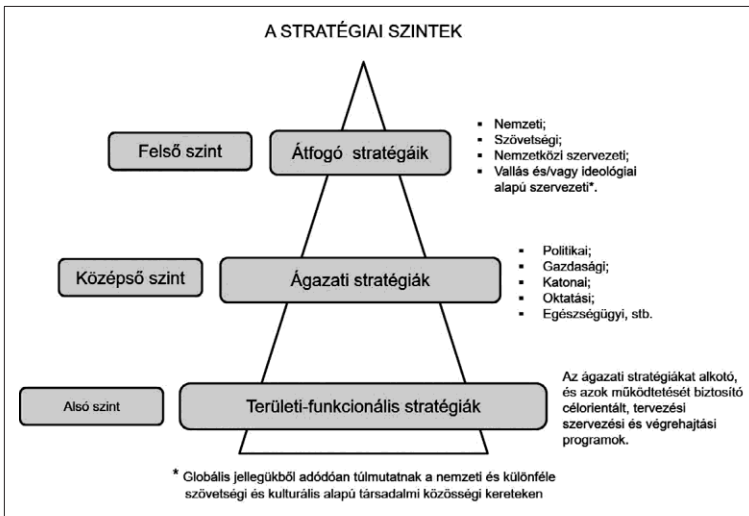 A STRATÉGIAI SZINTEK
Felső szint
Átfogó stratégáik
▪ Nemzeti;
▪ Szövetségi;
▪ Nemzetközi szervezeti;
▪ Vallás és/vagy ideológiai
alapú szervezeti*.
Középső szint
Ágazati stratégiák
▪ Politikai;
▪ Gazdasági;
▪ Katonai;
▪ Oktatási;
▪ Egészségügyi, stb.
Alsó szint
Területi-funkcionális stratégiák
Az ágazati stratégiákat alkotó,
és azok működtetését biztosító
célorientált, tervezési
szervezési és végrehajtási
programok.
* Globális jellegükből adódóan túlmutatnak a nemzeti és különféle
szövetségi és kulturális alapú társadalmi közösségi kereteken